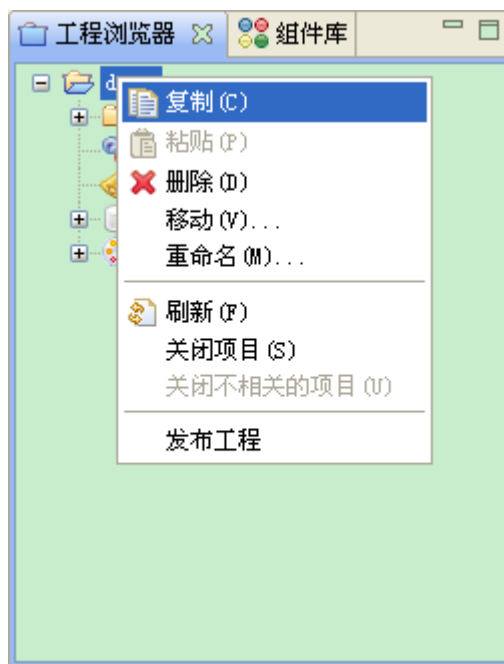 工程浏览器 组件库
复制(C)
粘贴(P)
删除(D)
移动(V)...
重命名(M)...
刷新(F)
关闭项目(S)
关闭不相关的项目(U)
发布工程